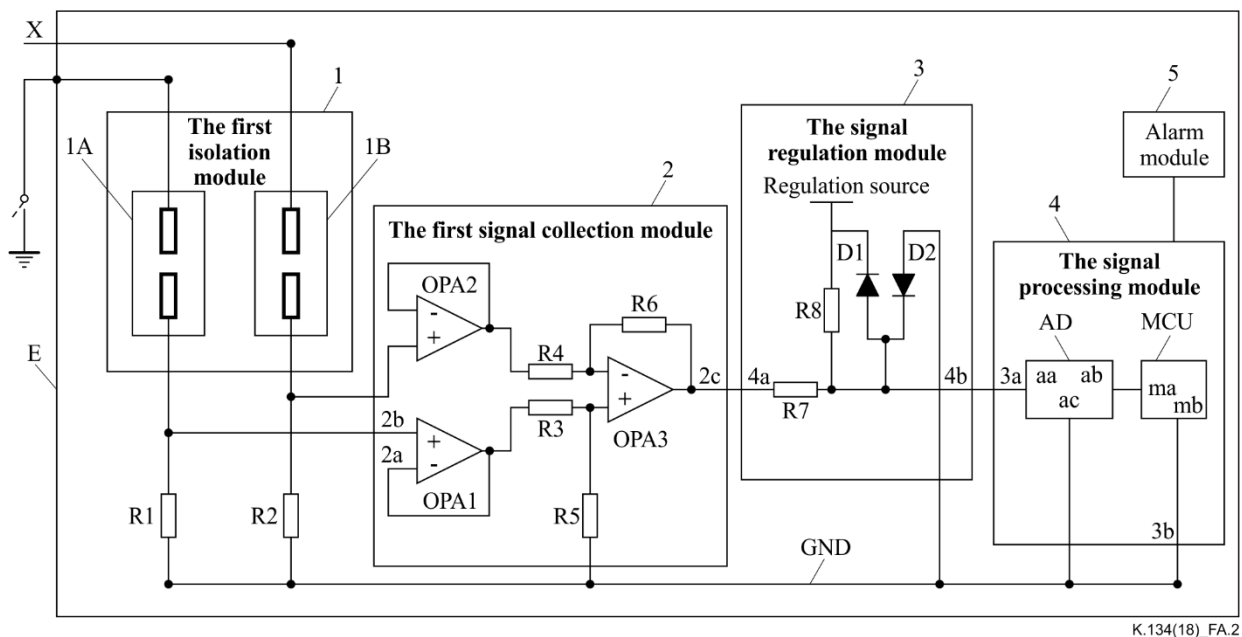 X
1
The first
isolation
module
1A
1B
E
R1
R2
2
The first signal collection module
OPA2
-
+
R4
R6
-
+
OPA3
R3
2b
2a
+
-
OPA1
R5
2c
3
The signal
regulation module
Regulation source
D1
D2
R8
4a
R7
4b
5
Alarm
module
4
The signal
processing module
AD
MCU
3a
aa
ab
ac
ma
mb
3b
GND
K.134(18)_FA.2